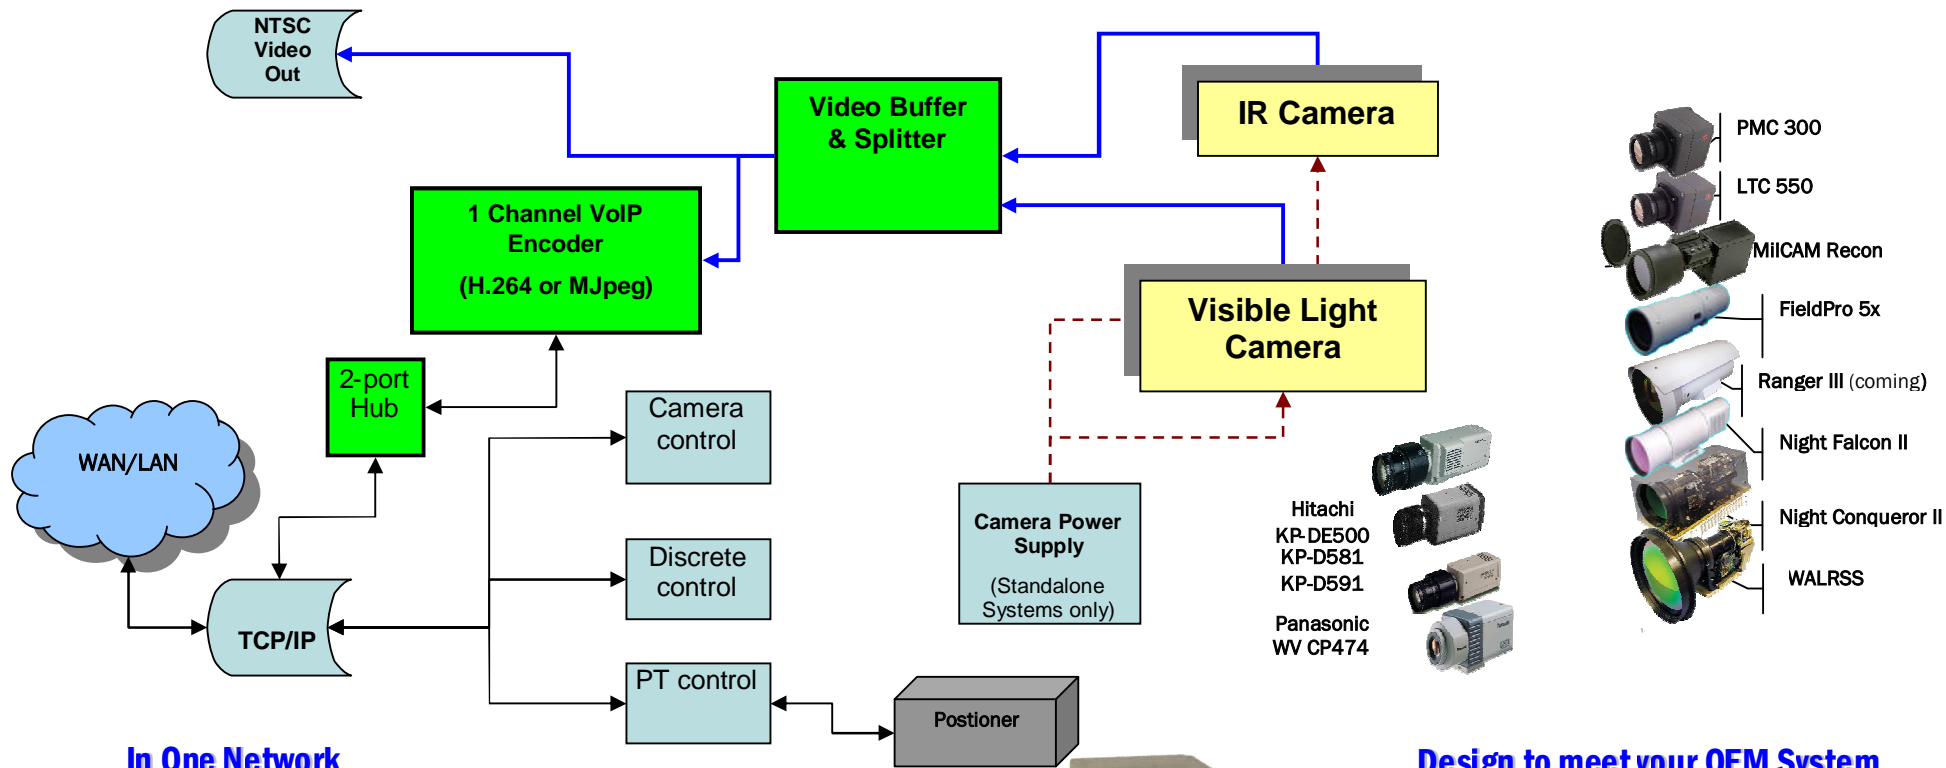 NTSC
Video
Out
Video Buffer
& Splitter
IR Camera
1 Channel VoIP
Encoder
(H.264 or MJpeg)
Visible Light
Camera
2-port
Hub
WAN/LAN
TCP/IP
Camera
control
Discrete
control
PT control
Postioner
Camera Power
Supply
(Standalone
Systems only)
Hitachi
KP-DE500
KP-D581
KP-D591
Panasonic
WV CP474
PMC 300
LTC 550
MilCAM Recon
FieldPro 5x
Ranger III (coming)
Night Falcon II
Night Conqueror II
WALRSS
In One Network
Design to meet your OEM System